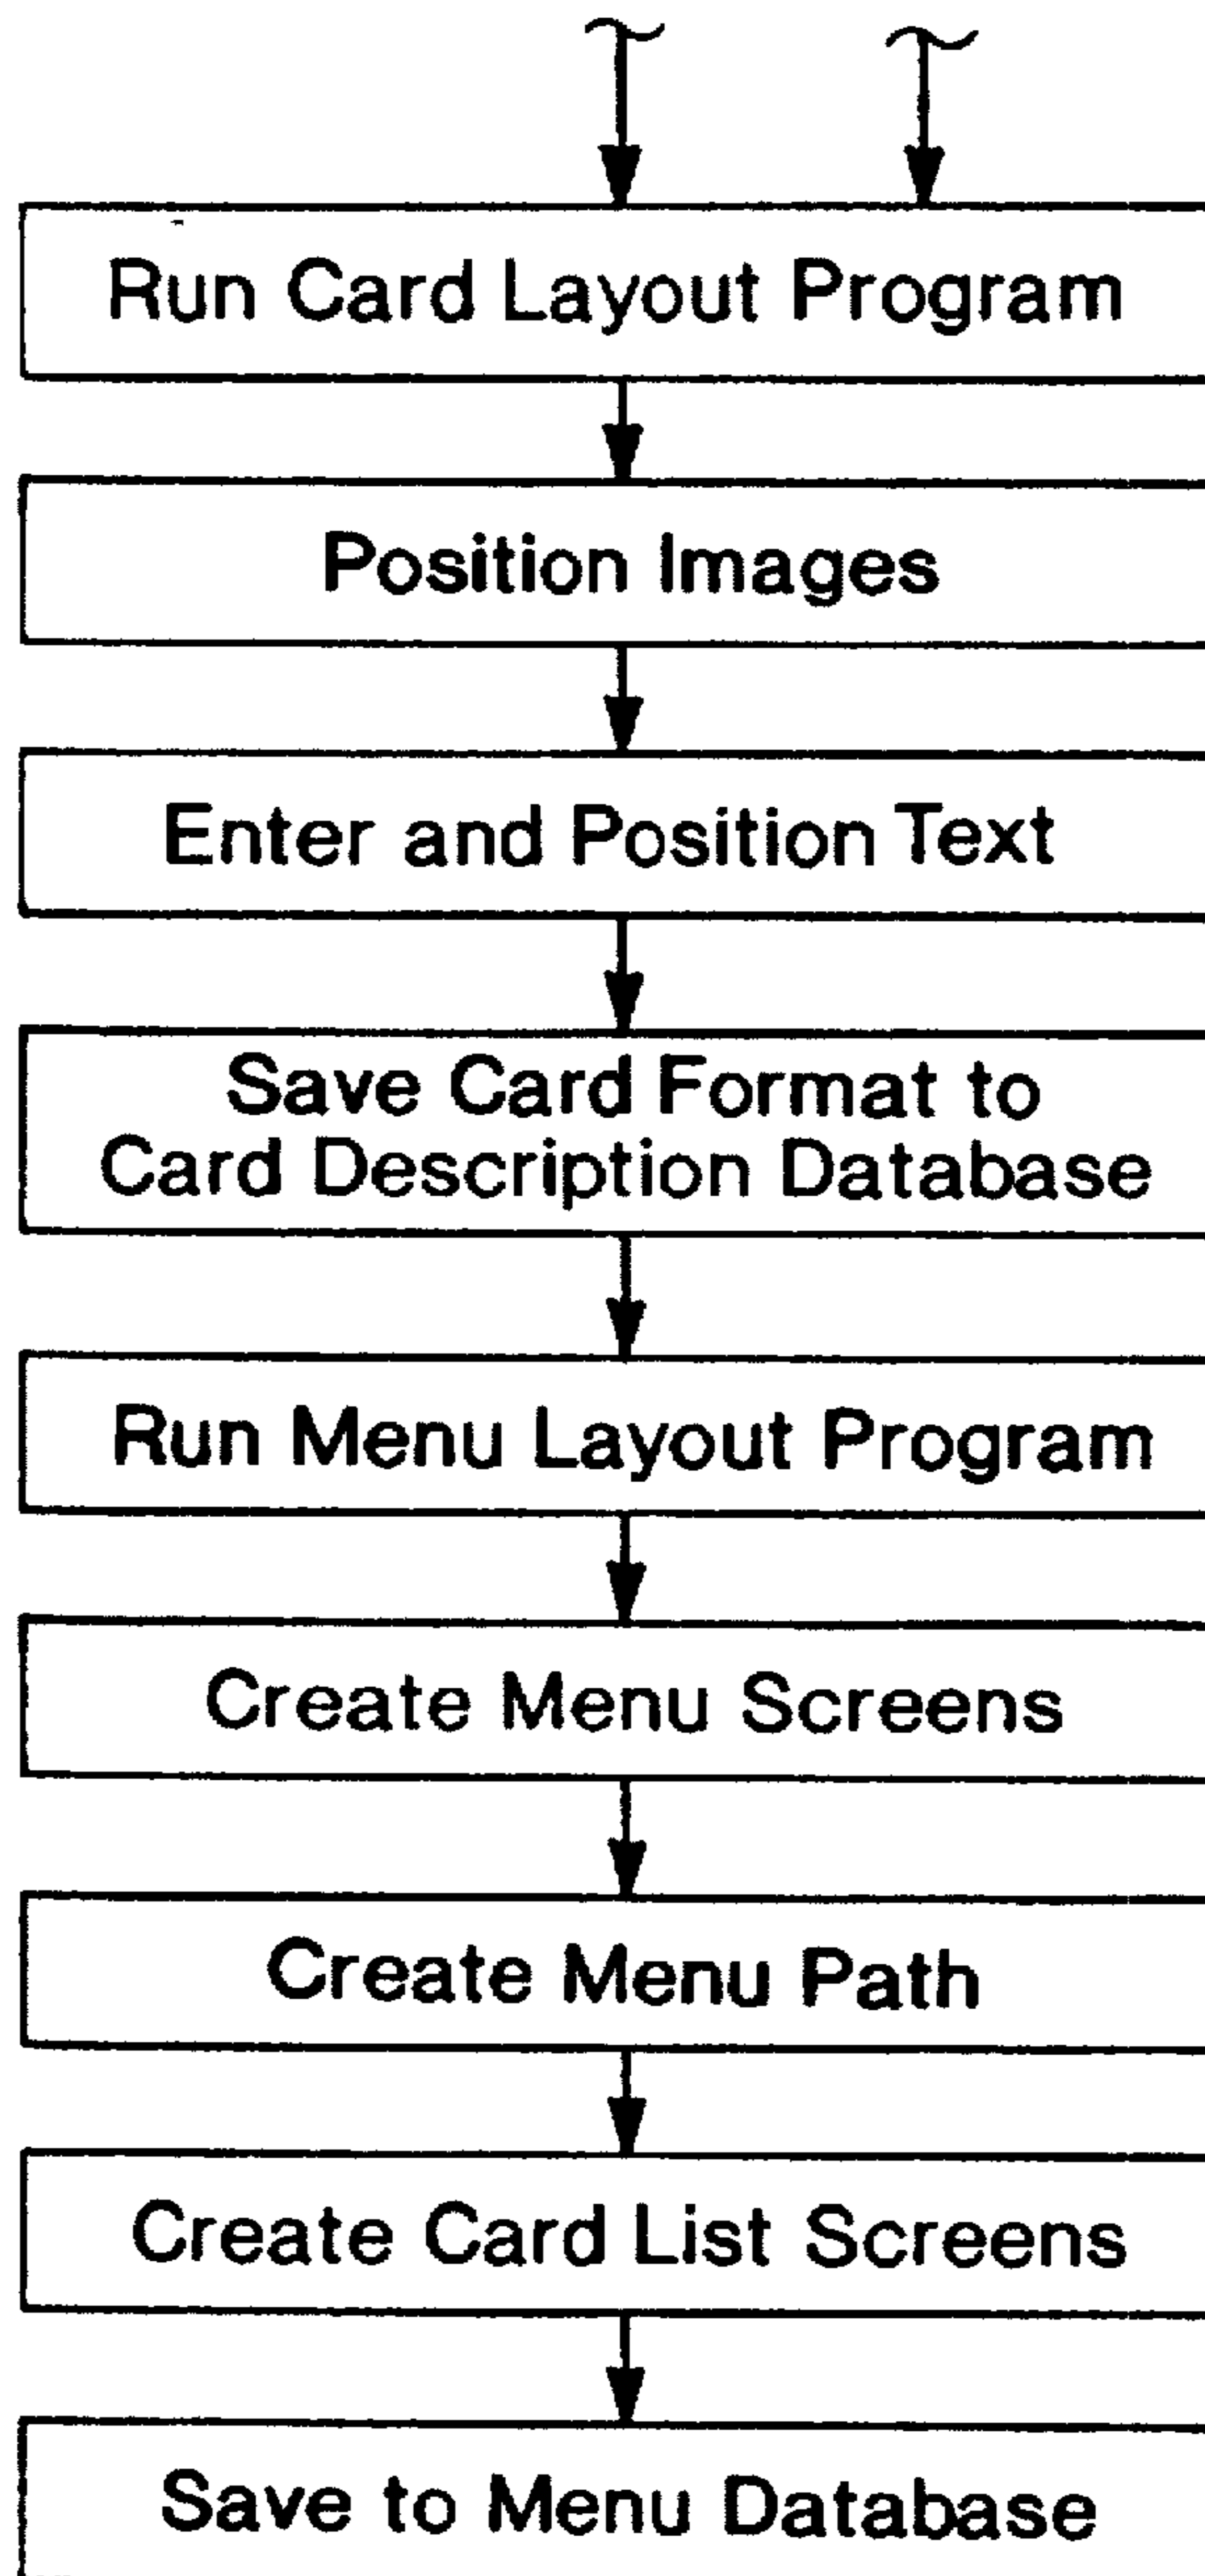 Run Card Layout Program
Position Images
Enter and Position Text
Save Card Format to
Card Description Database
Run Menu Layout Program
Create Menu Screens
Create Menu Path
Create Card List Screens
Save to Menu Database